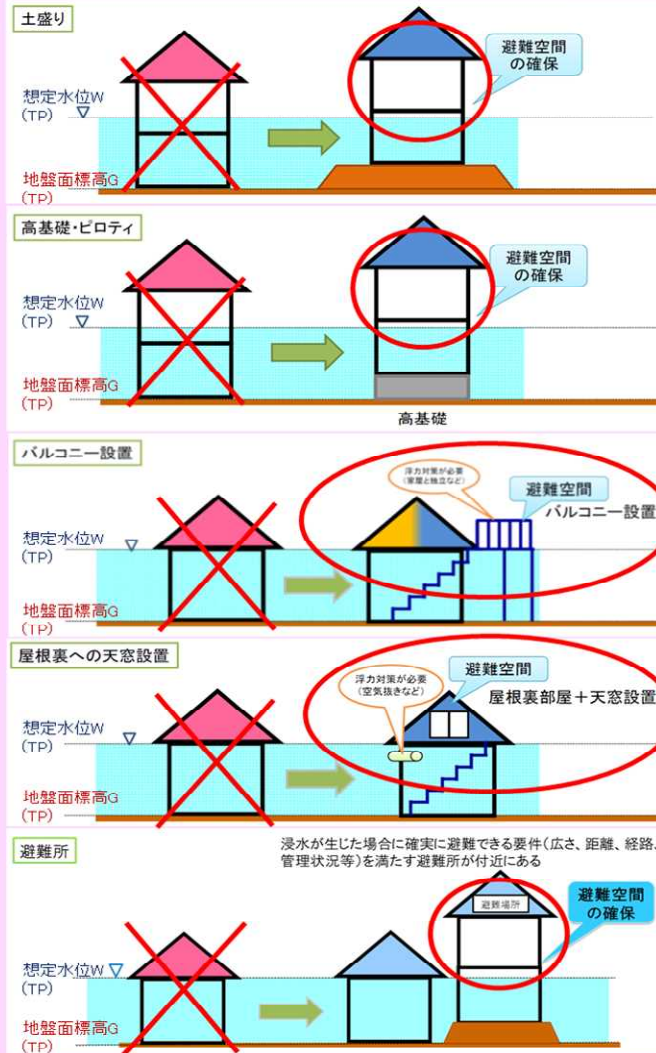 土盛り
避難空間
の確保
想定水位W
(TP)
地盤面標高G
(TP)
高基礎・ピロティ
避難空間
の確保
想定水位W
(TP)
地盤面標高G
(TP)
高基礎
バルコニー設置
浮力対策が必要
(家屋と独立など)
避難空間
バルコニー設置
想定水位W
(TP)
地盤面標高G
(TP)
屋根裏への天窓設置
浮力対策が必要
(空気抜きなど)
避難空間
屋根裏部屋+天窓設置
想定水位W
(TP)
地盤面標高G
(TP)
避難所
浸水が生じた場合に確実に避難できる要件(広さ、距離、経路、
管理状況等)を満たす避難所が付近にある
避難場所
避難空間
の確保
想定水位W
(TP)
地盤面標高G
(TP)